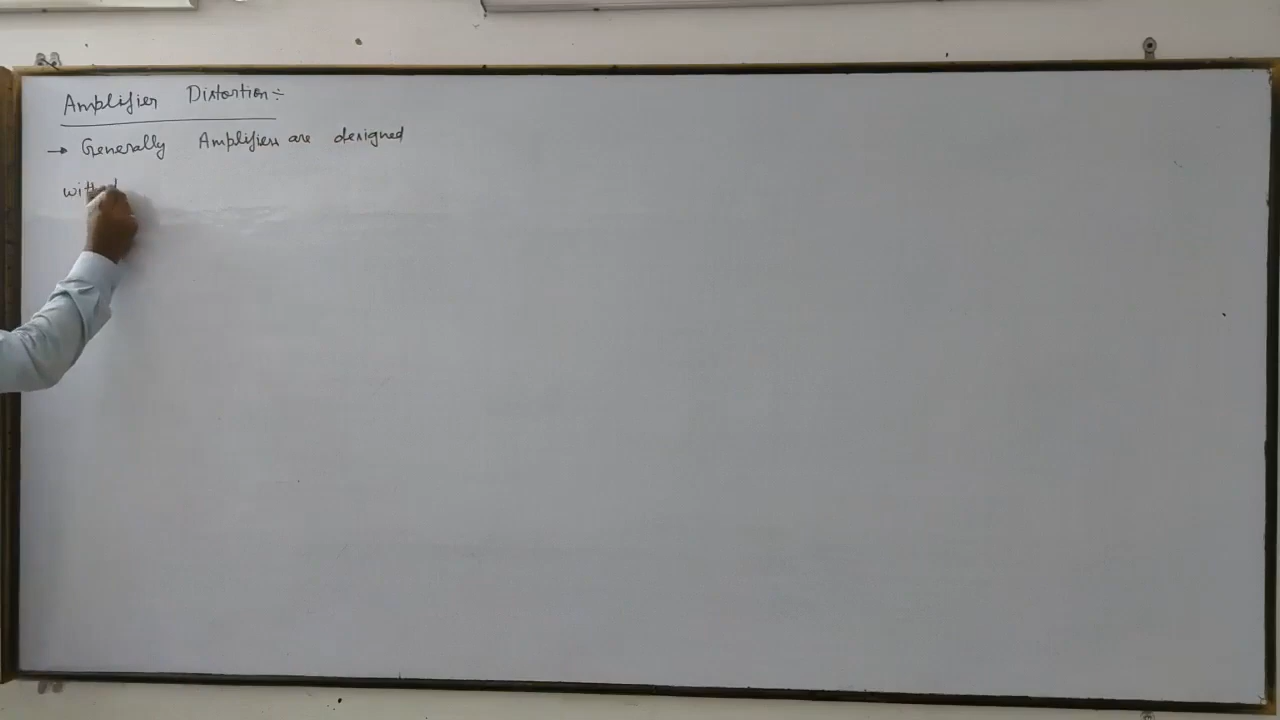 Amplifier Distortion:-
→ Generally Amplifiers are designed